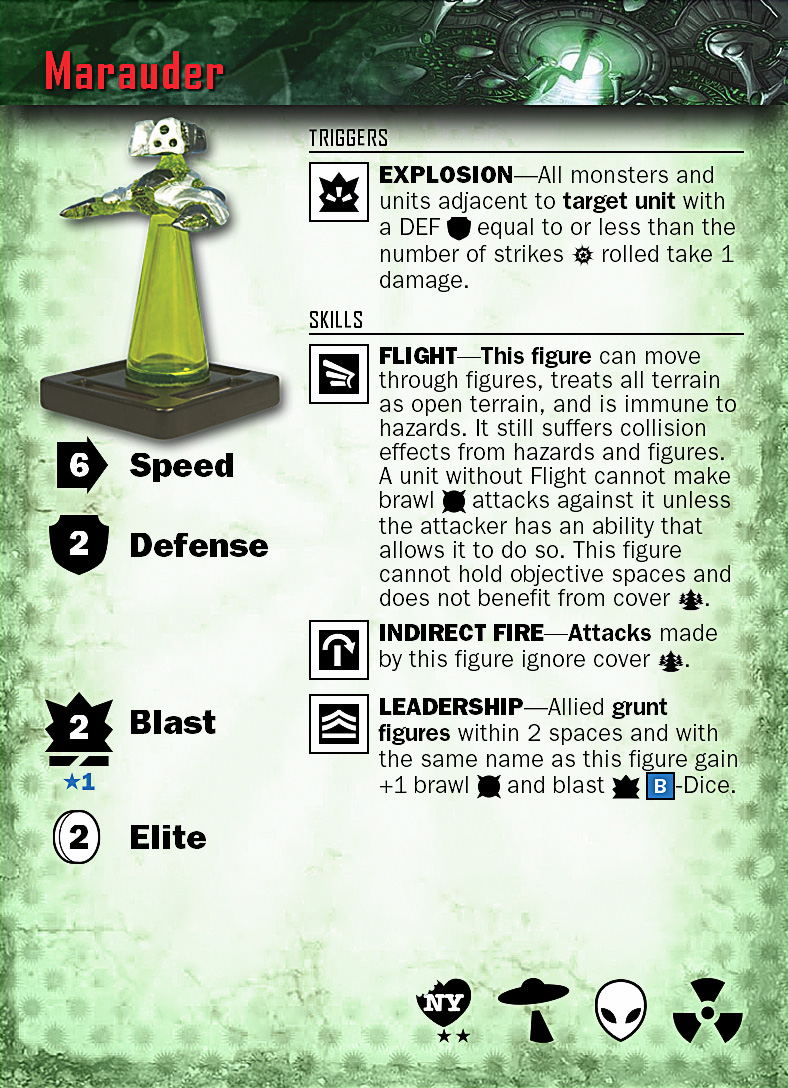 Marauder
TRIGGERS
EXPLOSION—All monsters and
units adjacent to target unit with
a DEF equal to or less than the
number of strikes rolled take 1
damage.
SKILLS
FLIGHT—This figure can move
through figures, treats all terrain
as open terrain, and is immune to
hazards. It still suffers collision
effects from hazards and figures.
A unit without Flight cannot make
brawl attacks against it unless
the attacker has an ability that
allows it to do so. This figure
cannot hold objective spaces and
does not benefit from cover .
INDIRECT FIRE—Attacks made
by this figure ignore cover .
LEADERSHIP—Allied grunt
figures within 2 spaces and with
the same name as this figure gain
+1 brawl and blast B-Dice.
6 Speed
2 Defense
2 Blast
★1
2 Elite
NY
★★